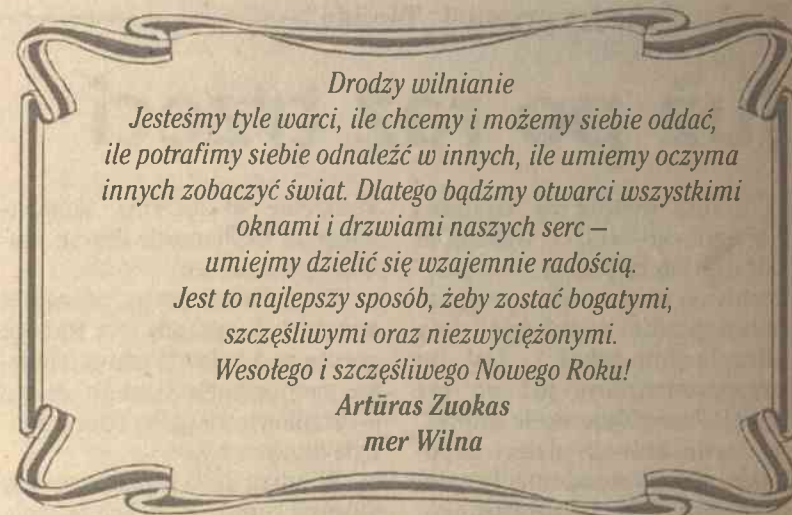 Drodzy wilnianie
Jesteśmy tyle warci, ile chcemy i możemy siebie oddać,
ile potrafimy siebie odnaleźć w innych, ile umiemy oczyma
innych zobaczyć świat. Dlatego bądźmy otwarci wszystkimi
oknami i drzwiami naszych serc –
umiejmy dzielić się wzajemnie radością.
Jest to najlepszy sposób, żeby zostać bogatymi,
szczęśliwymi oraz niezwyciężonymi.
Wesołego i szczęśliwego Nowego Roku!
Artūras Zuokas
mer Wilna